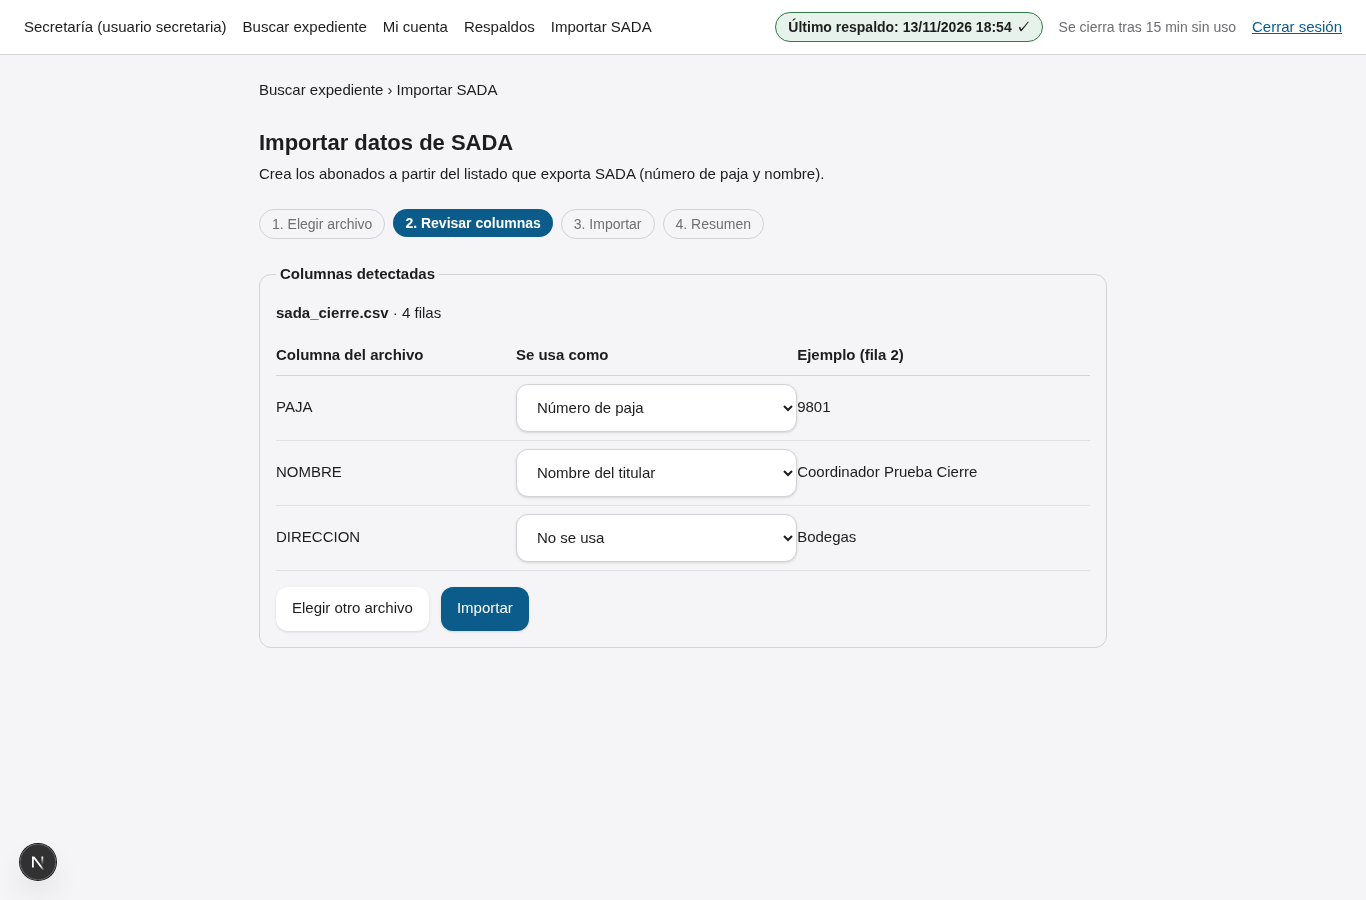 Secretaría (usuario secretaria) Buscar expediente Mi cuenta Respaldos Importar SADA Último respaldo: 13/11/2026 18:54 ✓ Se cierra tras 15 min sin uso Cerrar sesión
Buscar expediente › Importar SADA
Importar datos de SADA
Crea los abonados a partir del listado que exporta SADA (número de paja y nombre).
1. Elegir archivo 2. Revisar columnas 3. Importar 4. Resumen
Columnas detectadas
sada_cierre.csv · 4 filas
Columna del archivo Se usa como Ejemplo (fila 2)
PAJA Número de paja 9801
NOMBRE Nombre del titular Coordinador Prueba Cierre
DIRECCION No se usa Bodegas
Elegir otro archivo Importar
N